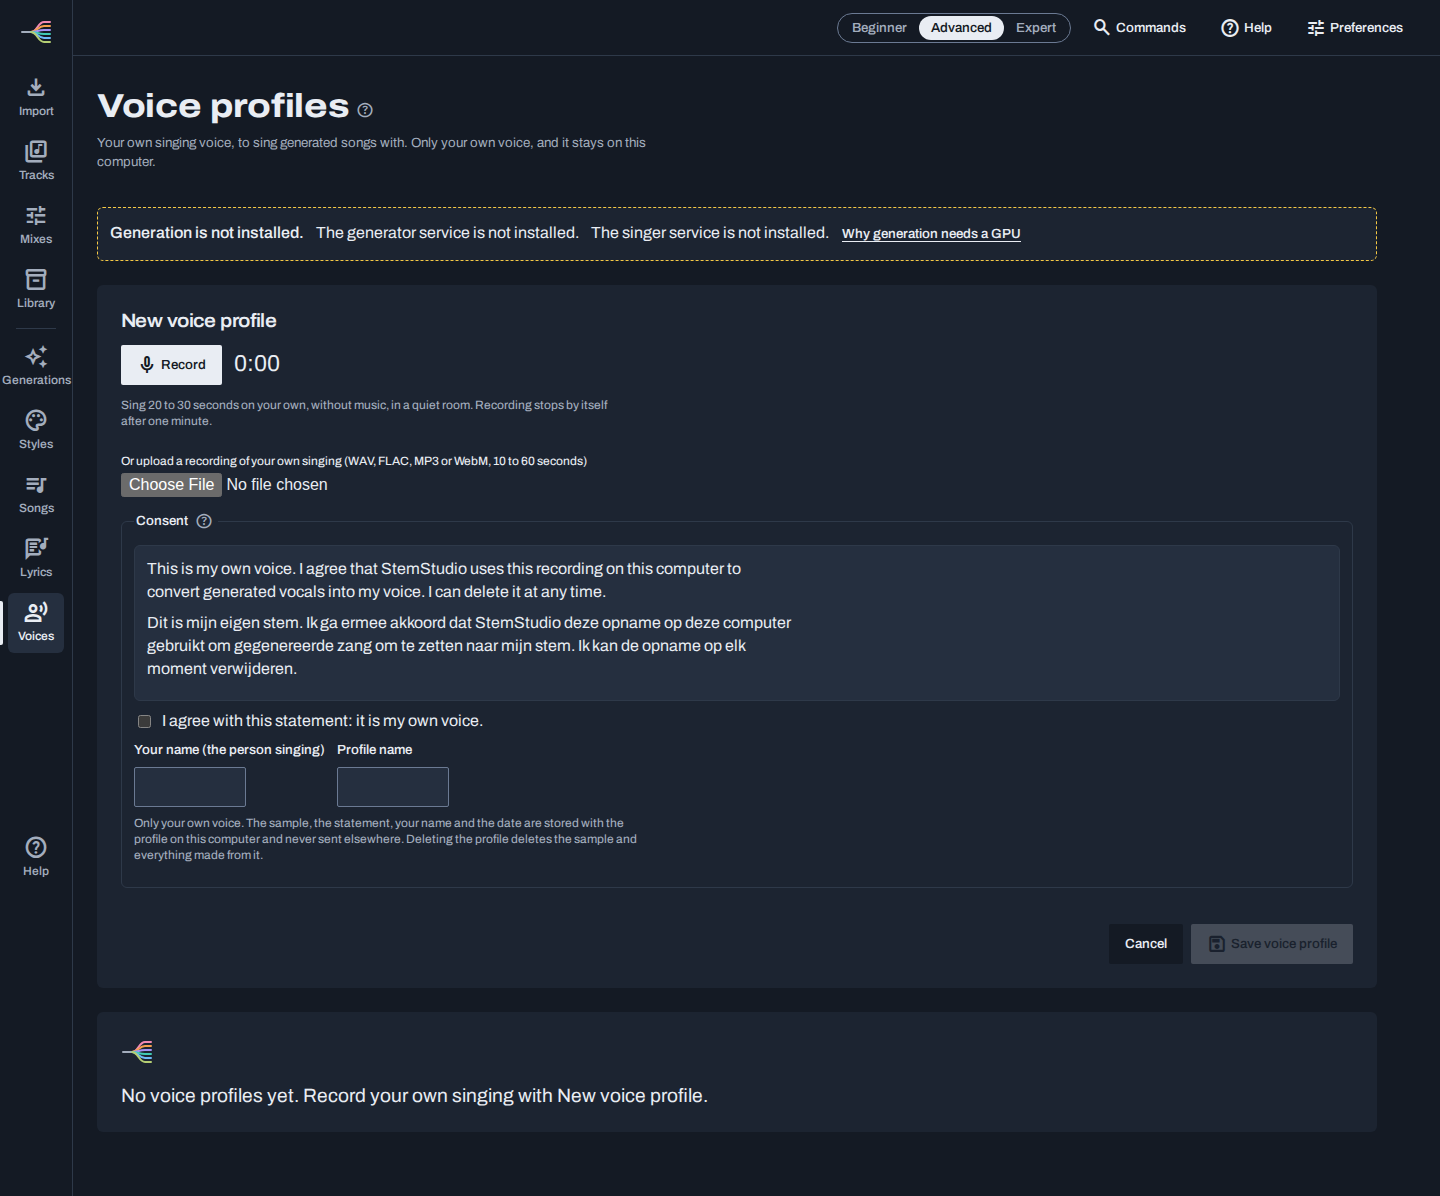 Beginner Advanced Expert Commands Help Preferences
Import
Tracks
Mixes
Library
Generations
Styles
Songs
Lyrics
Voices
Help
Voice profiles
Your own singing voice, to sing generated songs with. Only your own voice, and it stays on this
computer.
Generation is not installed. The generator service is not installed. The singer service is not installed. Why generation needs a GPU
New voice profile
Record 0:00
Sing 20 to 30 seconds on your own, without music, in a quiet room. Recording stops by itself
after one minute.
Or upload a recording of your own singing (WAV, FLAC, MP3 or WebM, 10 to 60 seconds)
Choose File No file chosen
Consent
This is my own voice. I agree that StemStudio uses this recording on this computer to
convert generated vocals into my voice. I can delete it at any time.
Dit is mijn eigen stem. Ik ga ermee akkoord dat StemStudio deze opname op deze computer
gebruikt om gegenereerde zang om te zetten naar mijn stem. Ik kan de opname op elk
moment verwijderen.
I agree with this statement: it is my own voice.
Your name (the person singing) Profile name
Only your own voice. The sample, the statement, your name and the date are stored with the
profile on this computer and never sent elsewhere. Deleting the profile deletes the sample and
everything made from it.
Cancel Save voice profile
No voice profiles yet. Record your own singing with New voice profile.